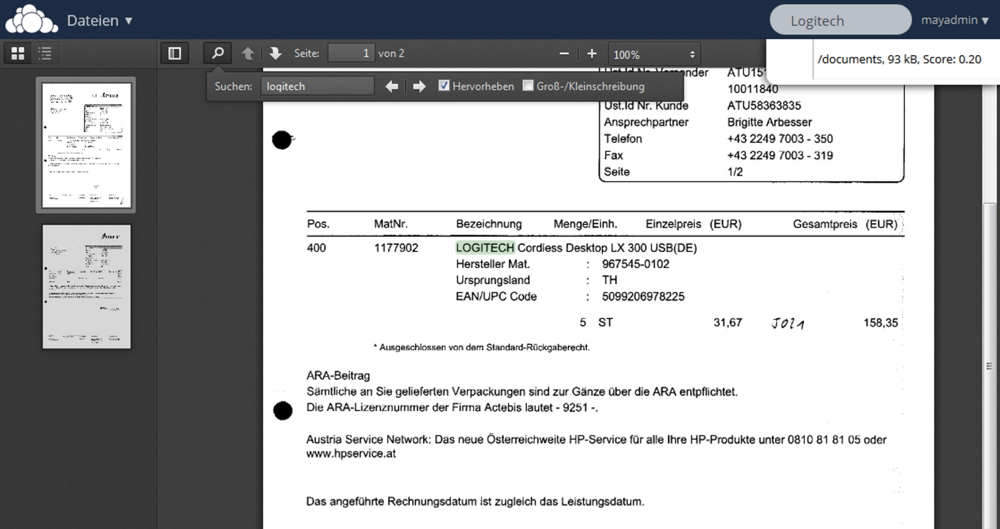 Dateien ▾
Logitech
mayadmin ▾
Seite: 1 von 2
100%
/documents, 93 kB, Score: 0.20
Suchen: logitech
Hervorheben
Groß-/Kleinschreibung
10011840
Ust.Id Nr. Kunde ATU58363835
Ansprechpartner Brigitte Arbesser
Telefon +43 2249 7003 - 350
Fax +43 2249 7003 - 319
Seite 1/2
Pos. MatNr. Bezeichnung Menge/Einh. Einzelpreis (EUR) Gesamtpreis (EUR)
400 1177902 LOGITECH Cordless Desktop LX 300 USB(DE)
Hersteller Mat. : 967545-0102
Ursprungsland : TH
EAN/UPC Code : 5099206978225
5 ST 31,67 158,35
* Ausgeschlossen von dem Standard-Rückgaberecht.
ARA-Beitrag
Sämtliche an Sie gelieferten Verpackungen sind zur Gänze über die ARA entpflichtet.
Die ARA-Lizenznummer der Firma Actebis lautet - 9251 -.
Austria Service Network: Das neue Österreichweite HP-Service für alle Ihre HP-Produkte unter 0810 81 81 05 oder
www.hpservice.at
Das angeführte Rechnungsdatum ist zugleich das Leistungsdatum.